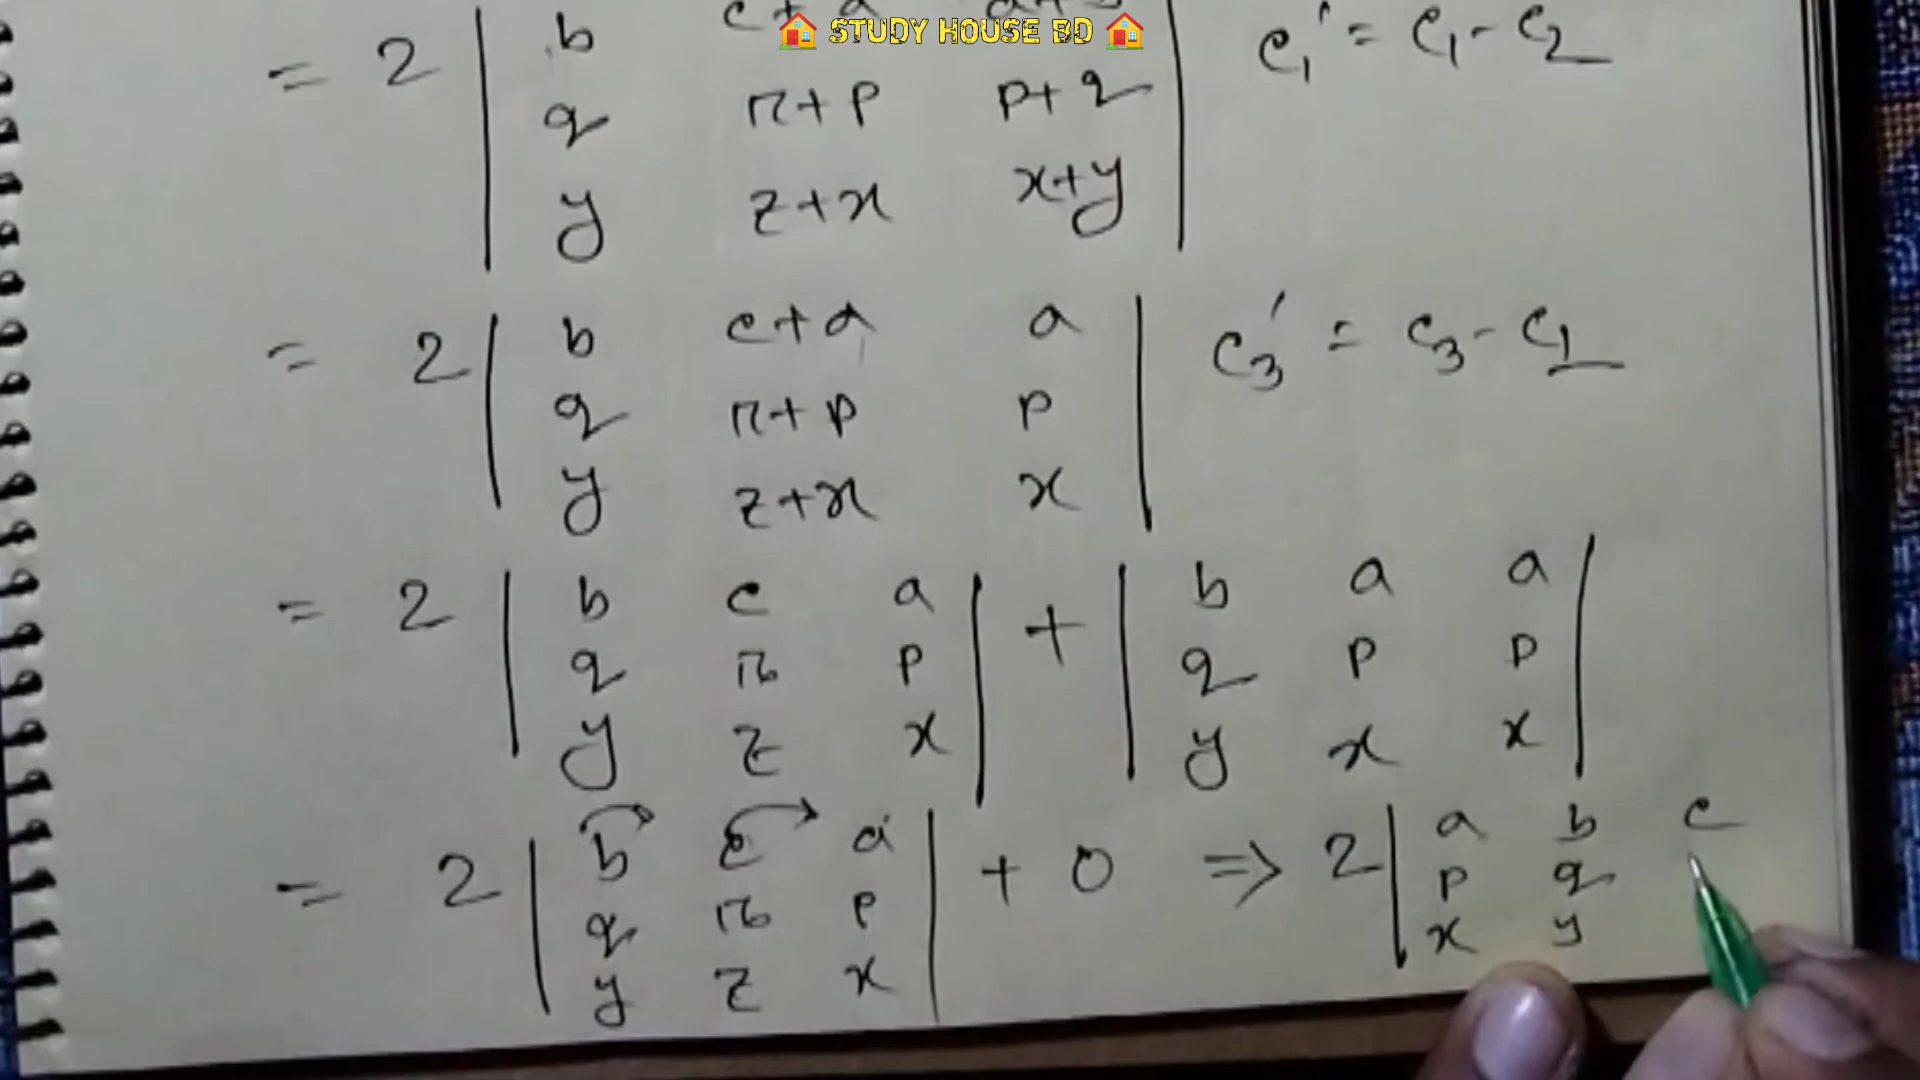 🏠 STUDY HOUSE BD 🏠
= 2 | b c+a a+b | c₁' = c₁ - c₂
q r+p p+q
y z+x x+y
= 2 | b c+a a | c₃' = c₃ - c₁
q r+p p
y z+x x
= 2 | b c a | + | b a a |
q r p q p p
y z x y x x
= 2 | b c a | + 0 ⇒ 2 | a b c
q r p p q
y z x x y